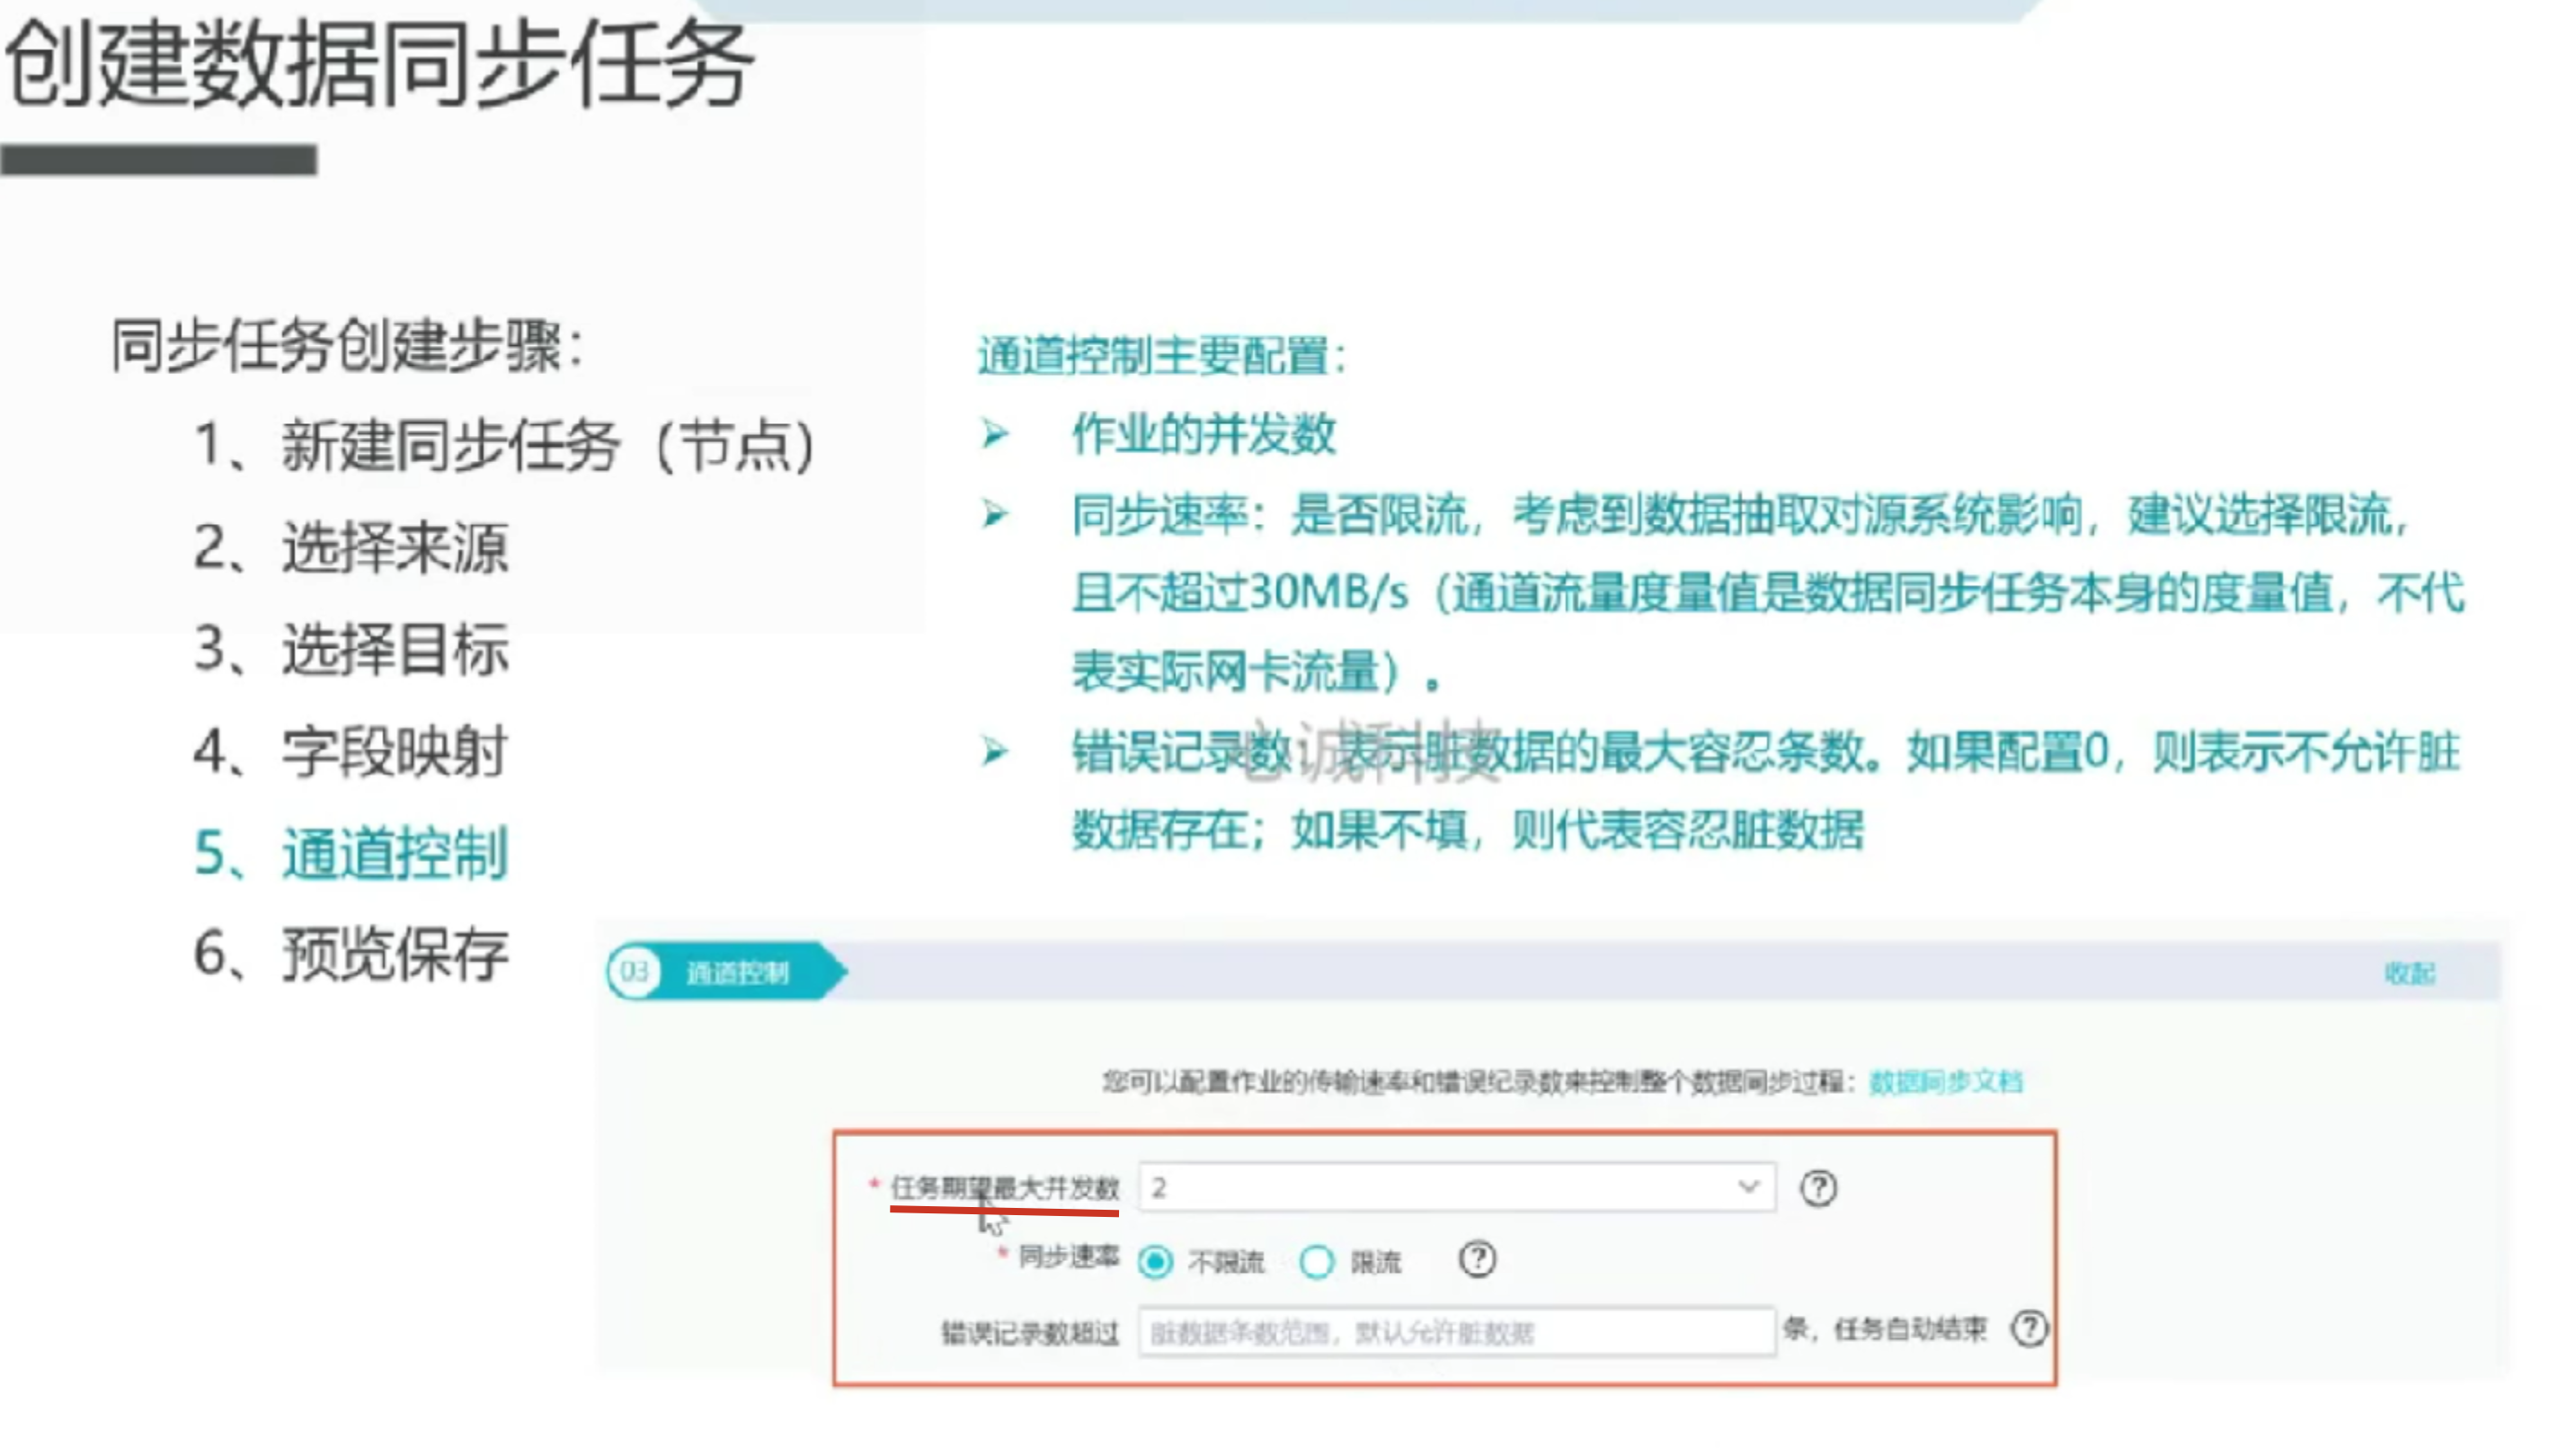 创建数据同步任务
同步任务创建步骤：
1、新建同步任务（节点）
2、选择来源
3、选择目标
4、字段映射
5、通道控制
6、预览保存
通道控制主要配置：
➢ 作业的并发数
➢ 同步速率：是否限流，考虑到数据抽取对源系统影响，建议选择限流，
且不超过30MB/s（通道流量度量值是数据同步任务本身的度量值，不代
表实际网卡流量）。
➢ 错误记录数：表示脏数据的最大容忍条数。如果配置0，则表示不允许脏
数据存在；如果不填，则代表容忍脏数据
心诚科技
03 通道控制
收起
您可以配置作业的传输速率和错误纪录数来控制整个数据同步过程：数据同步文档
* 任务期望最大并发数 2
* 同步速率 不限流 限流
错误记录数超过 脏数据条数范围，默认允许脏数据 条，任务自动结束